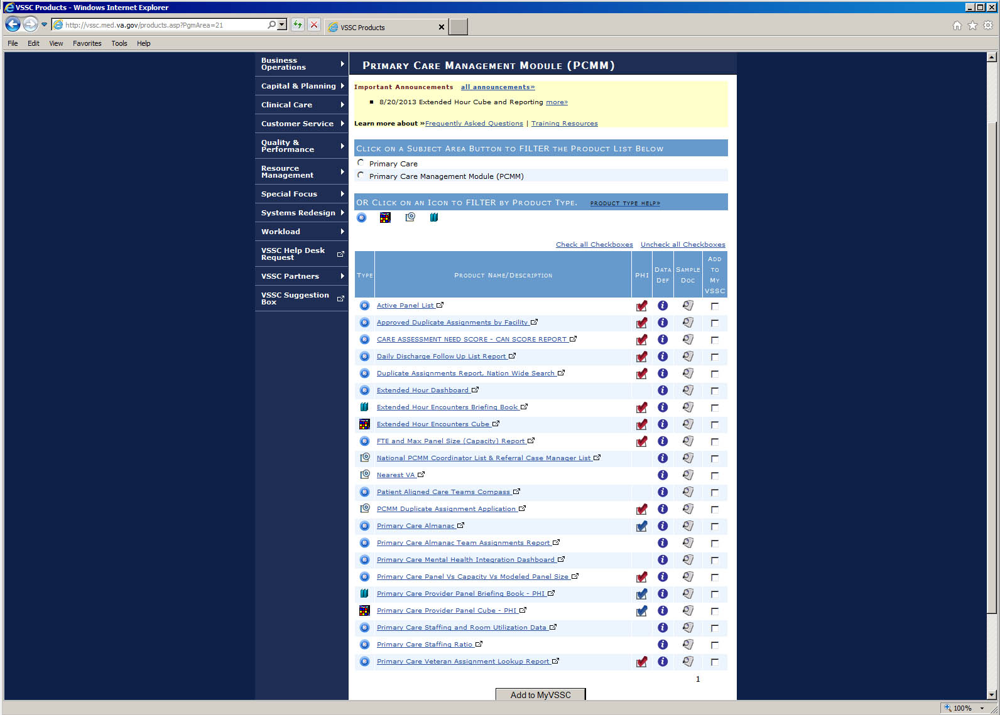 VSSC Products - Windows Internet Explorer
http://vssc.med.va.gov/products.asp?PgmArea=21
VSSC Products
File Edit View Favorites Tools Help
Business
Operations
Capital & Planning
Clinical Care
Customer Service
Quality &
Performance
Resource
Management
Special Focus
Systems Redesign
Workload
VSSC Help Desk
Request
VSSC Partners
VSSC Suggestion
Box
Primary Care Management Module (PCMM)
Important Announcements all announcements»
8/20/2013 Extended Hour Cube and Reporting more»
Learn more about »Frequently Asked Questions | Training Resources
Click on a Subject Area Button to FILTER the Product List Below
Primary Care
Primary Care Management Module (PCMM)
OR Click on an Icon to FILTER by Product Type. product type help»
Check all Checkboxes Uncheck all Checkboxes
Type Product Name/Description PHI Data Def Sample Doc Add to My VSSC
Active Panel List
Approved Duplicate Assignments by Facility
CARE ASSESSMENT NEED SCORE - CAN SCORE REPORT
Daily Discharge Follow Up List Report
Duplicate Assignments Report, Nation Wide Search
Extended Hour Dashboard
Extended Hour Encounters Briefing Book
Extended Hour Encounters Cube
FTE and Max Panel Size (Capacity) Report
National PCMM Coordinator List & Referral Case Manager List
Nearest VA
Patient Aligned Care Teams Compass
PCMM Duplicate Assignment Application
Primary Care Almanac
Primary Care Almanac Team Assignments Report
Primary Care Mental Health Integration Dashboard
Primary Care Panel Vs Capacity Vs Modeled Panel Size
Primary Care Provider Panel Briefing Book - PHI
Primary Care Provider Panel Cube - PHI
Primary Care Staffing and Room Utilization Data
Primary Care Staffing Ratio
Primary Care Veteran Assignment Lookup Report
1
Add to MyVSSC
100%